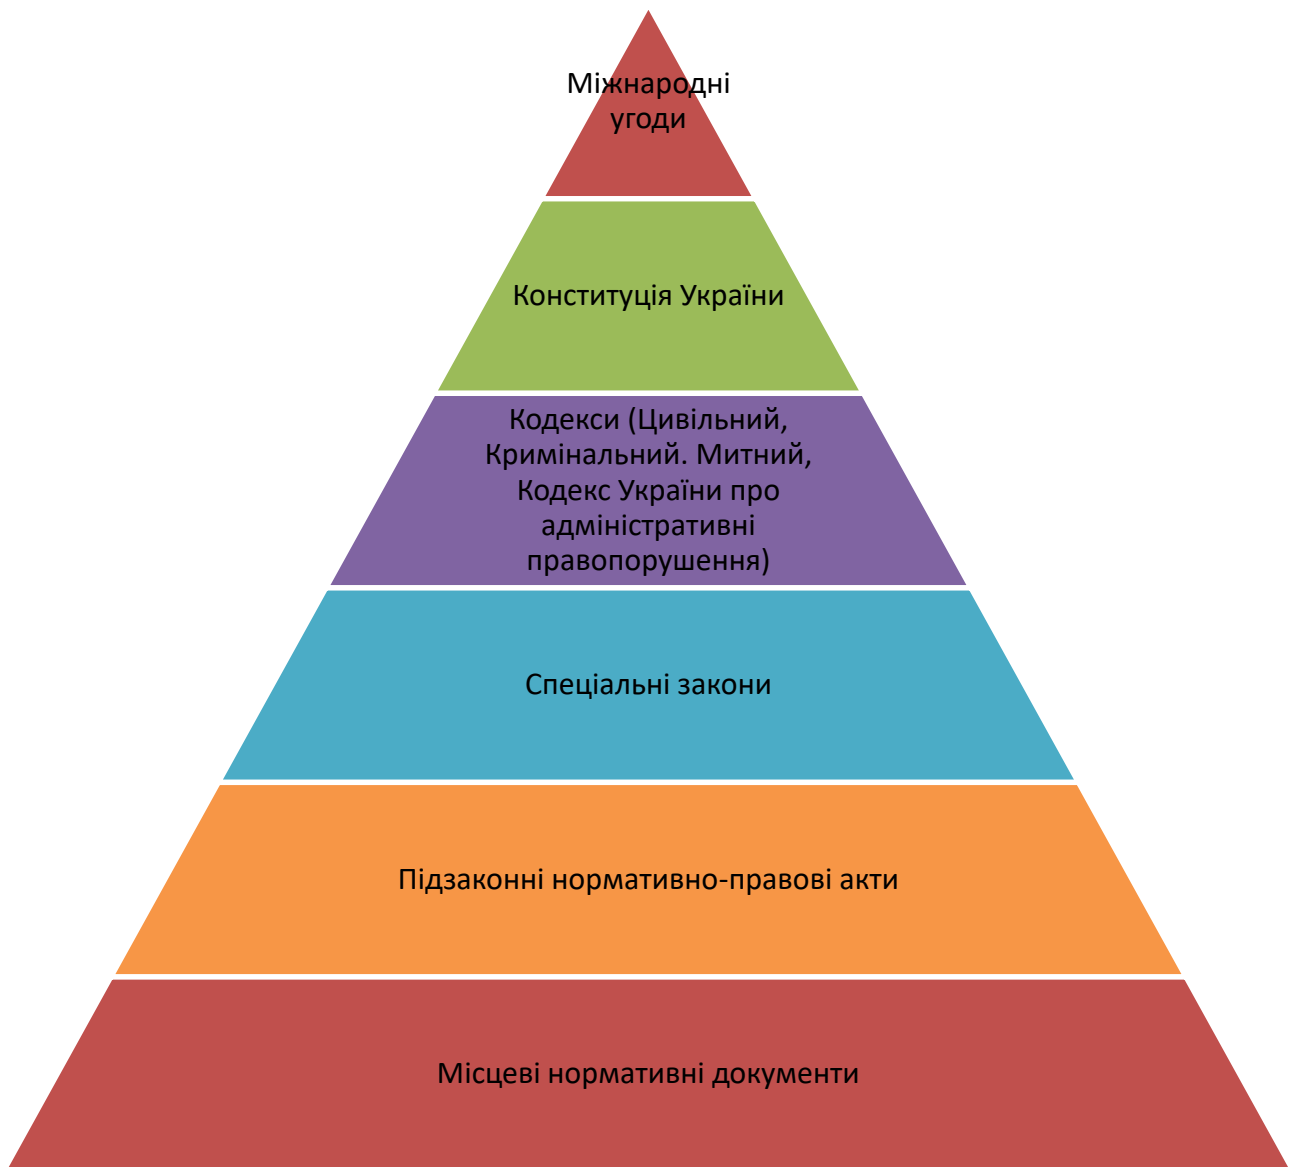 Міжнародні
угоди
Конституція України
Кодекси (Цивільний,
Кримінальний. Митний,
Кодекс України про
адміністративні
правопорушення)
Спеціальні закони
Підзаконні нормативно-правові акти
Місцеві нормативні документи